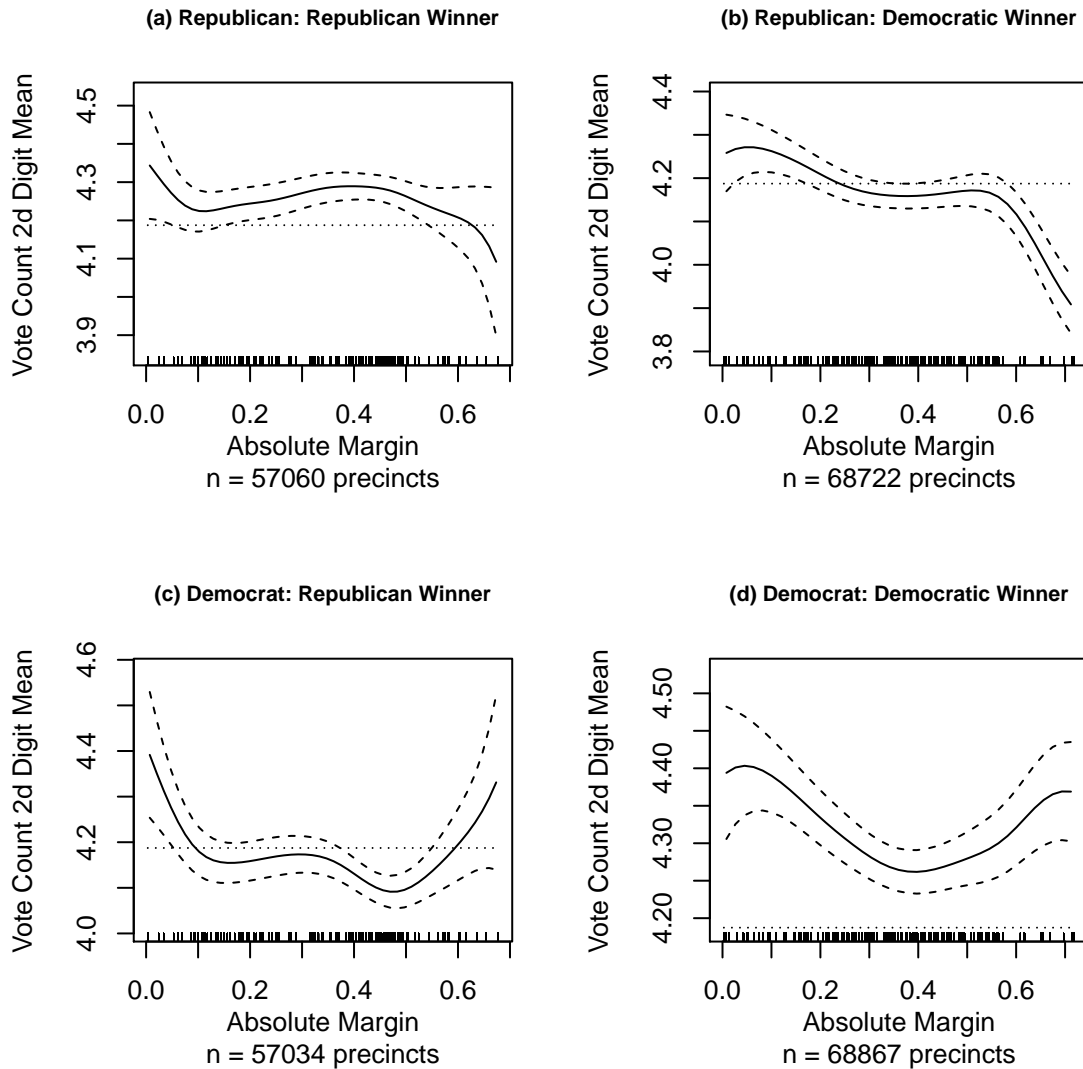 (a) Republican: Republican Winner
Vote Count 2d Digit Mean
3.9 4.1 4.3 4.5
0.0 0.2 0.4 0.6
Absolute Margin
n = 57060 precincts
(b) Republican: Democratic Winner
Vote Count 2d Digit Mean
3.8 4.0 4.2 4.4
0.0 0.2 0.4 0.6
Absolute Margin
n = 68722 precincts
(c) Democrat: Republican Winner
Vote Count 2d Digit Mean
4.0 4.2 4.4 4.6
0.0 0.2 0.4 0.6
Absolute Margin
n = 57034 precincts
(d) Democrat: Democratic Winner
Vote Count 2d Digit Mean
4.20 4.30 4.40 4.50
0.0 0.2 0.4 0.6
Absolute Margin
n = 68867 precincts